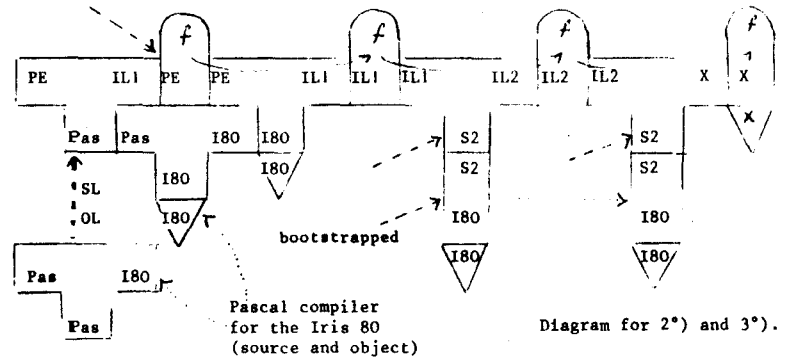 f f f f
PE IL1 PE PE IL1 IL1 IL1 IL2 IL2 IL2 X X
Pas Pas I80 I80 S2 S2 X
I80 I80 S2 S2
SL I80 I80 I80
OL bootstrapped I80 I80
Pas I80
Pas
Pascal compiler
for the Iris 80
(source and object)
Diagram for 2°) and 3°).